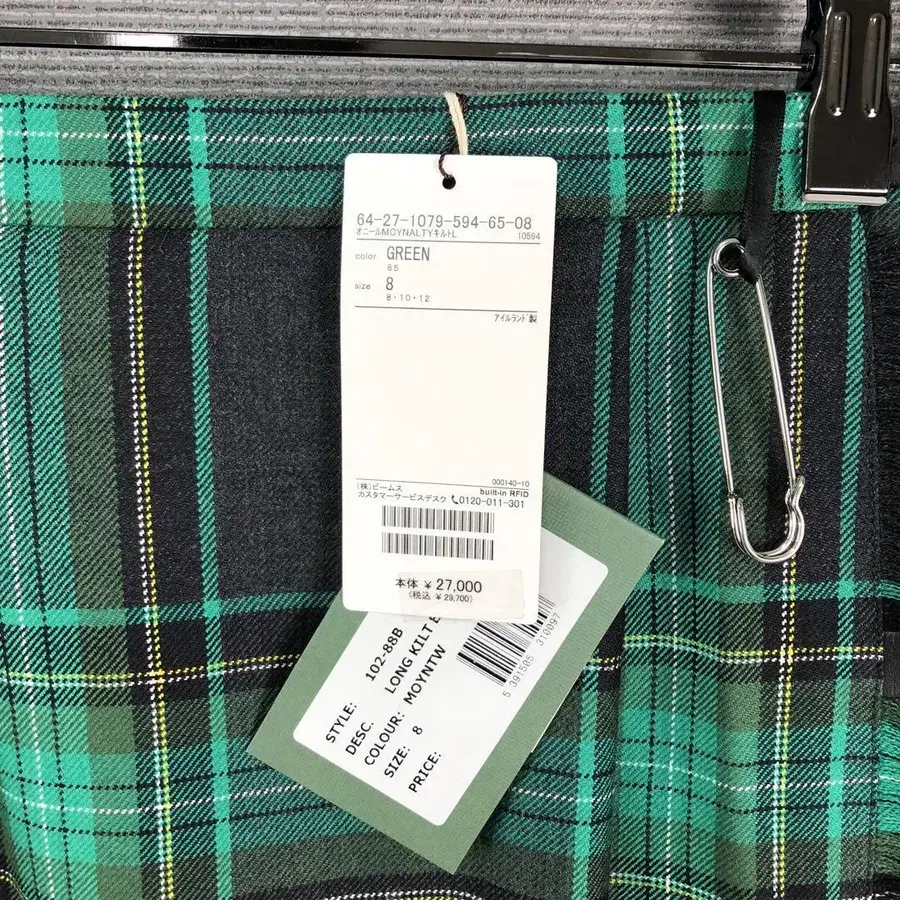 64-27-1079-594-65-08
オニールMOYNALTYキルトL 10594
color GREEN
65
size 8
8・10・12
アイルランド製
000140-10
(株)ビームス built-in RFID
カスタマーサービスデスク 0120-011-301
本体 ¥ 27,000
(税込 ¥ 29,700)
STYLE: 102-88B
DESC. LONG KILT
COLOUR: MOYNTW
SIZE: 8
PRICE:
5 391505 310097